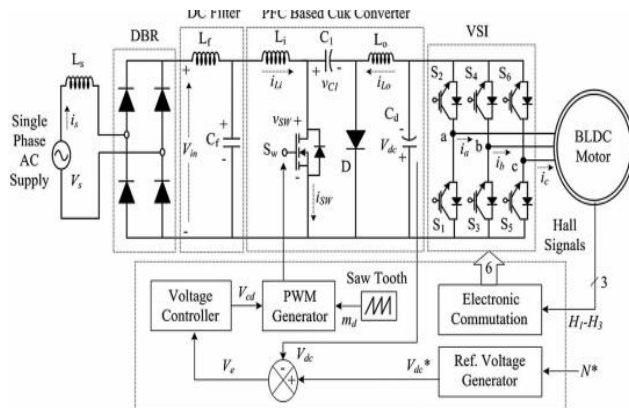 DC Filter
PFC Based Cuk Converter
DBR
VSI
Ls
is
Single
Phase
AC
Supply
Vs
Lf
Vin
Cf
Li
iLi
C1
vC1
Lo
iLo
vSW
Sw
iSW
D
Cd
Vdc
S2
S4
S6
a
b
c
ia
ib
ic
S1
S3
S5
BLDC
Motor
Hall
Signals
6
3
Voltage
Controller
Vcd
PWM
Generator
Saw Tooth
md
Electronic
Commutation
H1-H3
Ve
Vdc
Vdc*
Ref. Voltage
Generator
N*